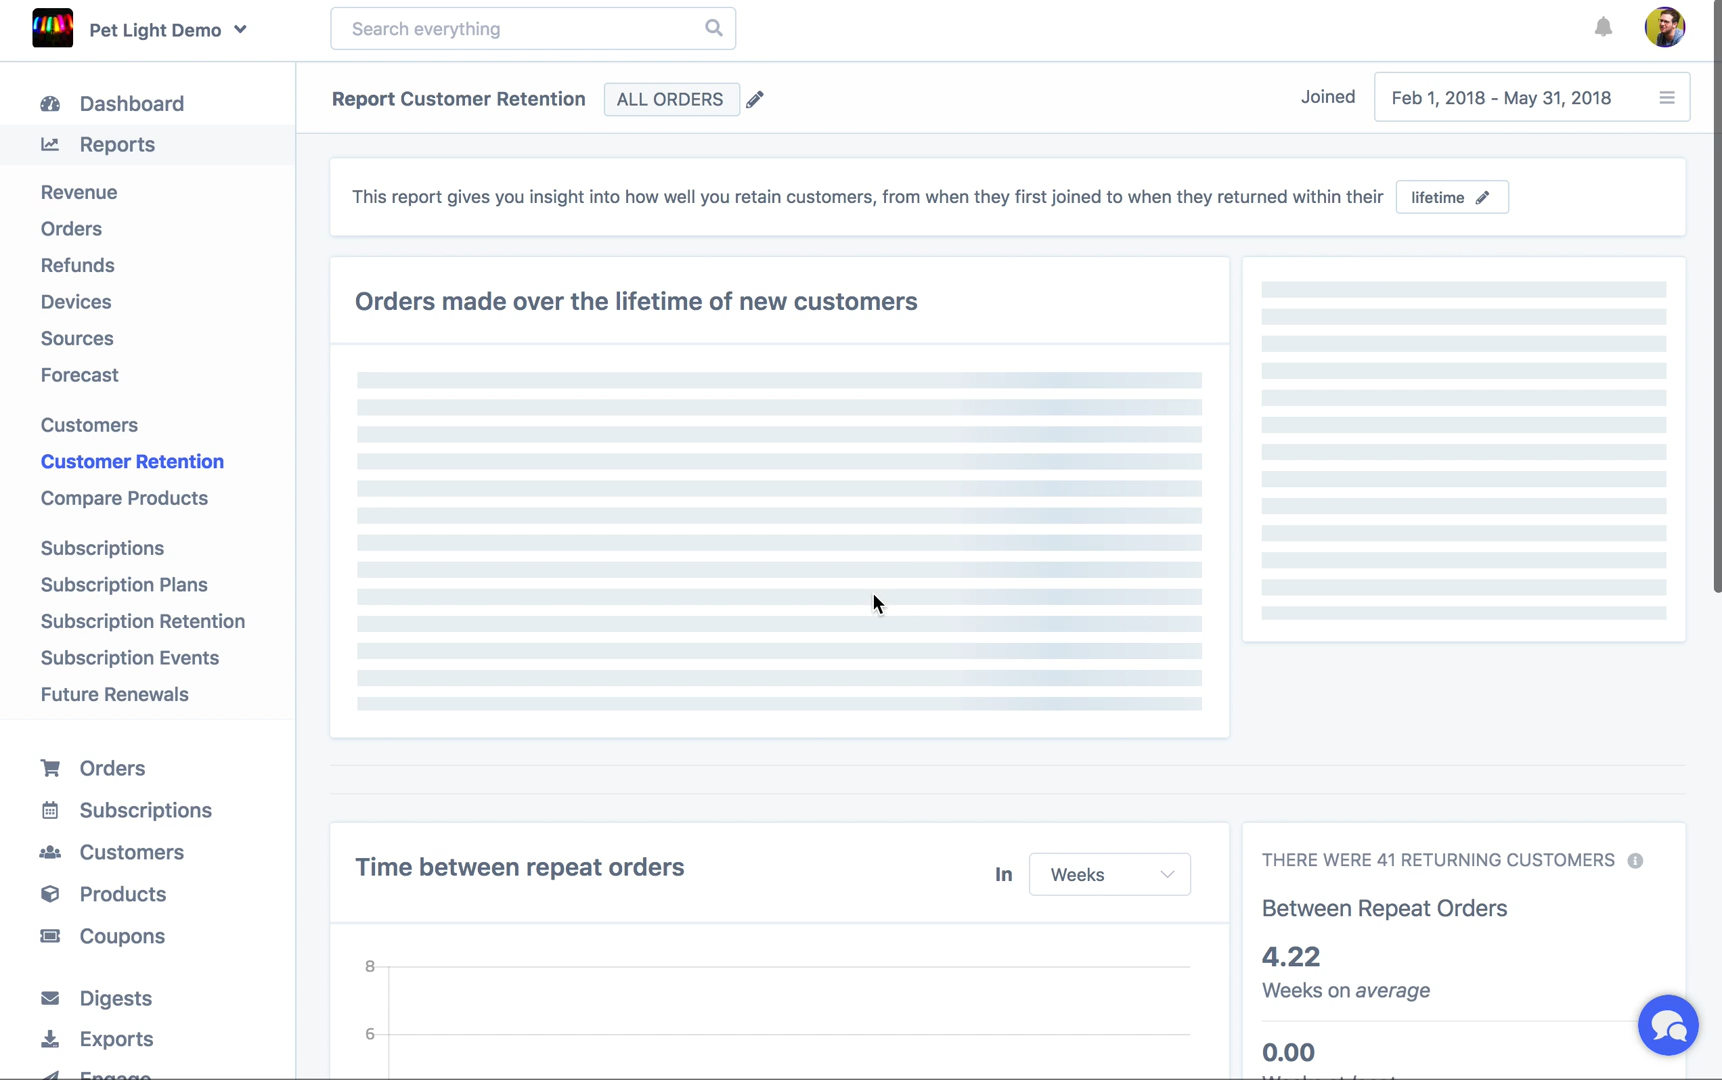 Pet Light Demo
Search everything
Dashboard
Reports
Revenue
Orders
Refunds
Devices
Sources
Forecast
Customers
Customer Retention
Compare Products
Subscriptions
Subscription Plans
Subscription Retention
Subscription Events
Future Renewals
Orders
Subscriptions
Customers
Products
Coupons
Digests
Exports
Engage
Report Customer Retention ALL ORDERS
Joined Feb 1, 2018 - May 31, 2018
This report gives you insight into how well you retain customers, from when they first joined to when they returned within their lifetime
Orders made over the lifetime of new customers
Time between repeat orders
In Weeks
8
6
THERE WERE 41 RETURNING CUSTOMERS
Between Repeat Orders
4.22
Weeks on average
0.00